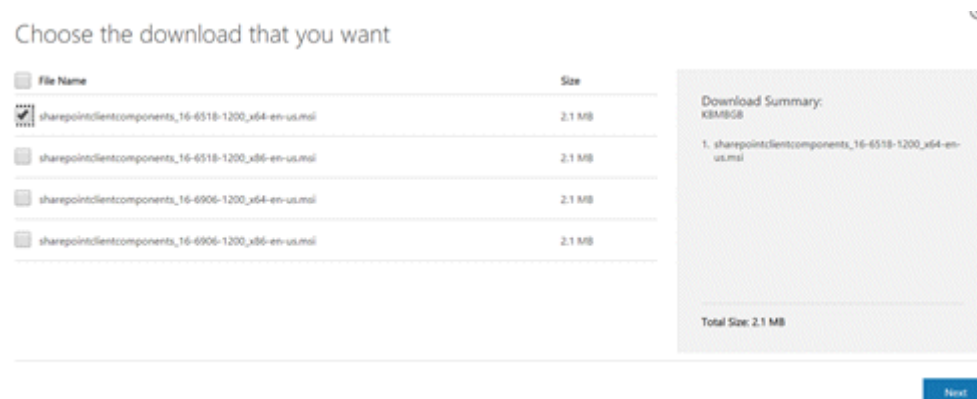 Choose the download that you want
File Name Size
sharepointclientcomponents_16-6518-1200_x64-en-us.msi 2.1 MB
sharepointclientcomponents_16-6518-1200_x86-en-us.msi 2.1 MB
sharepointclientcomponents_16-6906-1200_x64-en-us.msi 2.1 MB
sharepointclientcomponents_16-6906-1200_x86-en-us.msi 2.1 MB
Download Summary:
KBMBGB
1. sharepointclientcomponents_16-6518-1200_x64-en-
us.msi
Total Size: 2.1 MB
Next